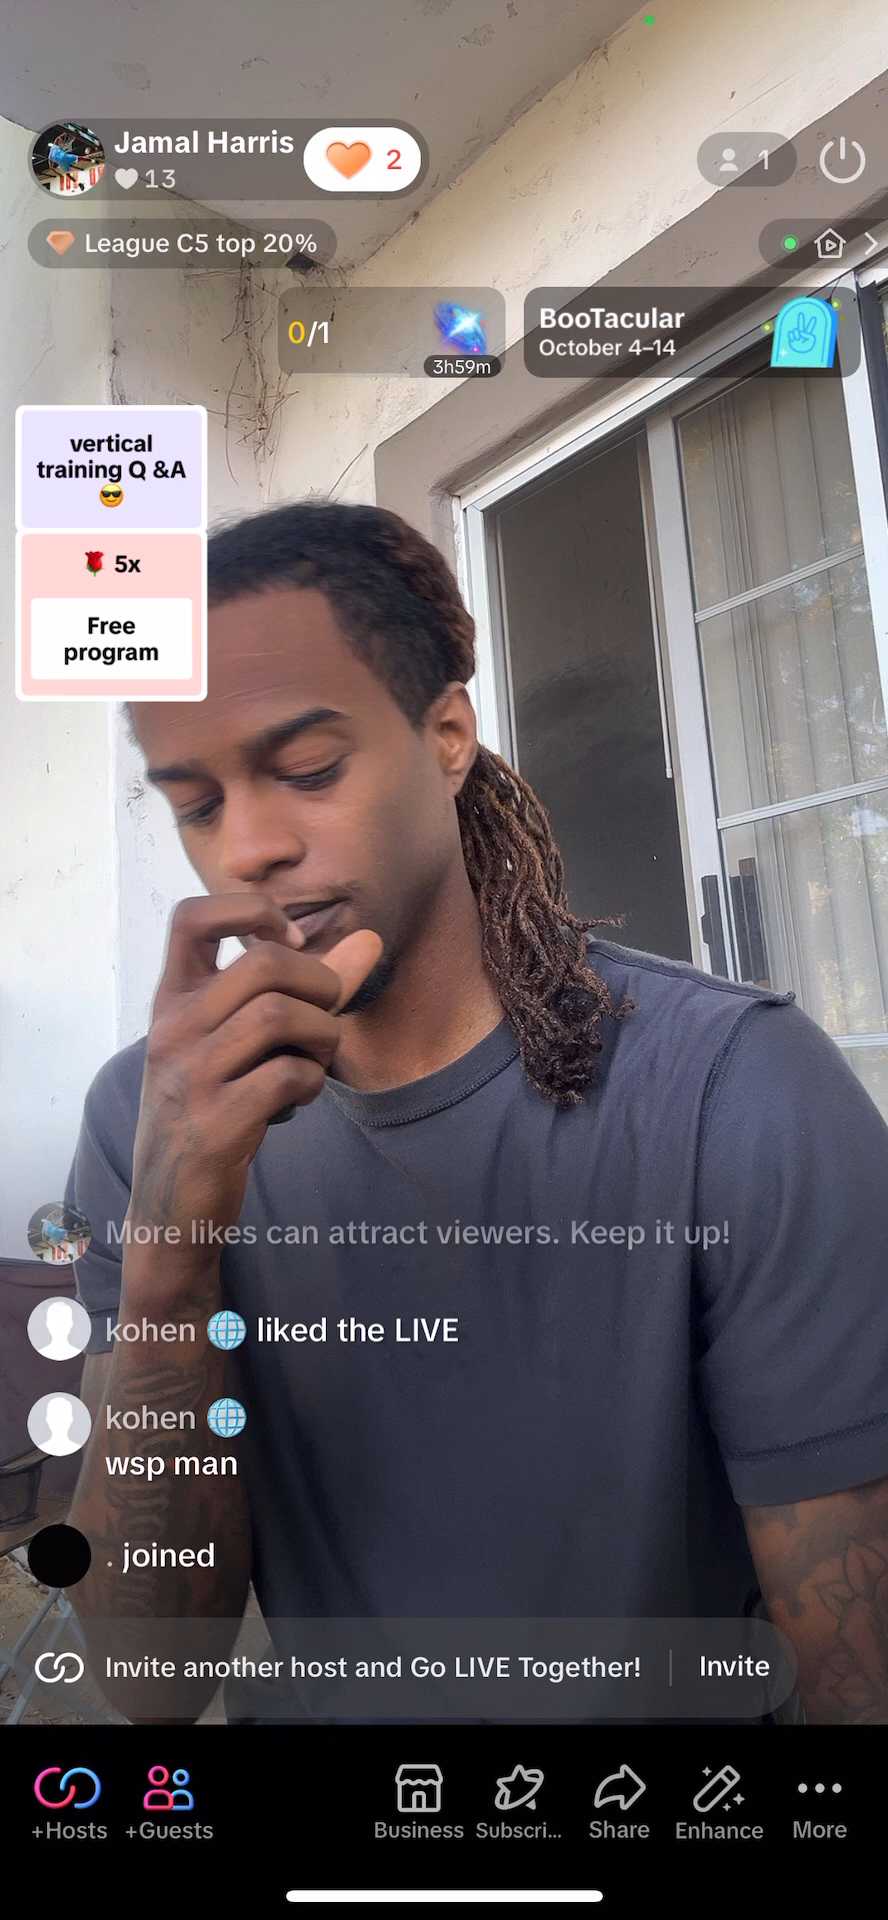 Jamal Harris
13
2
1
League C5 top 20%
0/1
3h59m
BooTacular
October 4–14
vertical
training Q &A
😎
🌹 5x
Free
program
More likes can attract viewers. Keep it up!
kohen 🌐 liked the LIVE
kohen 🌐
wsp man
. joined
Invite another host and Go LIVE Together!
Invite
+Hosts
+Guests
Business
Subscri...
Share
Enhance
More